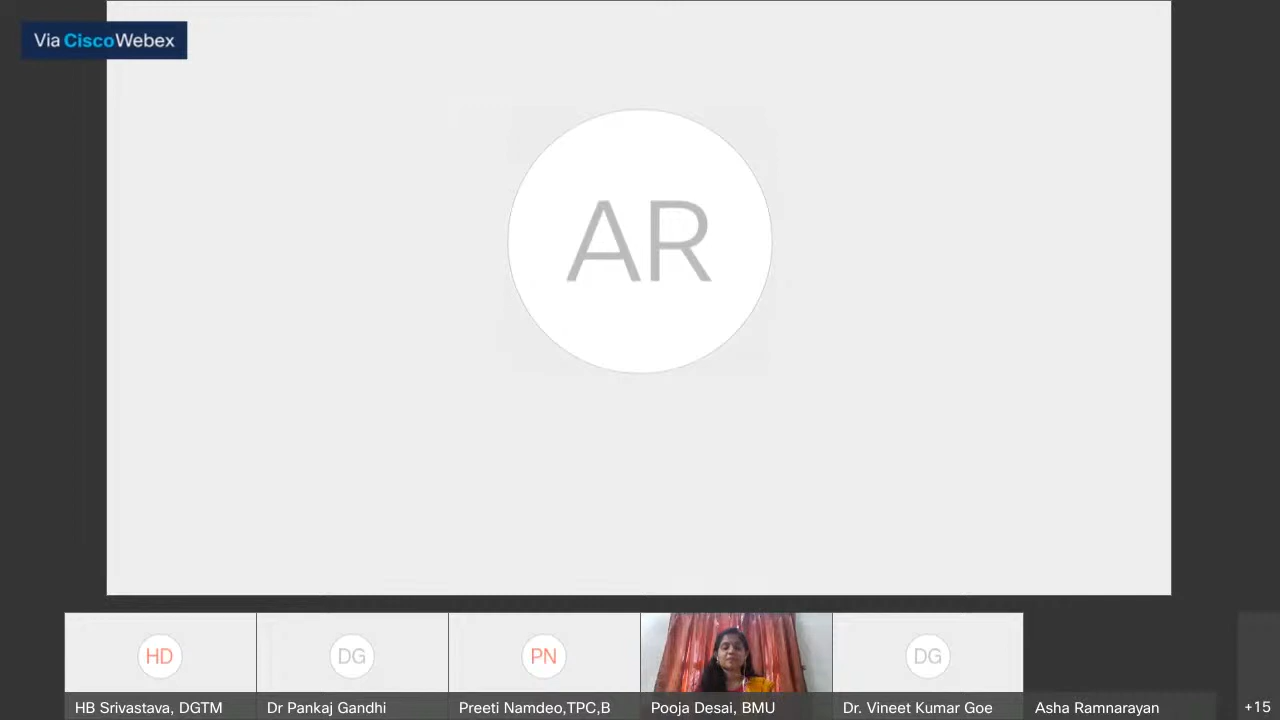 Via CiscoWebex
AR
HD
DG
PN
DG
HB Srivastava, DGTM
Dr Pankaj Gandhi
Preeti Namdeo,TPC,B
Pooja Desai, BMU
Dr. Vineet Kumar Goe
Asha Ramnarayan
+15